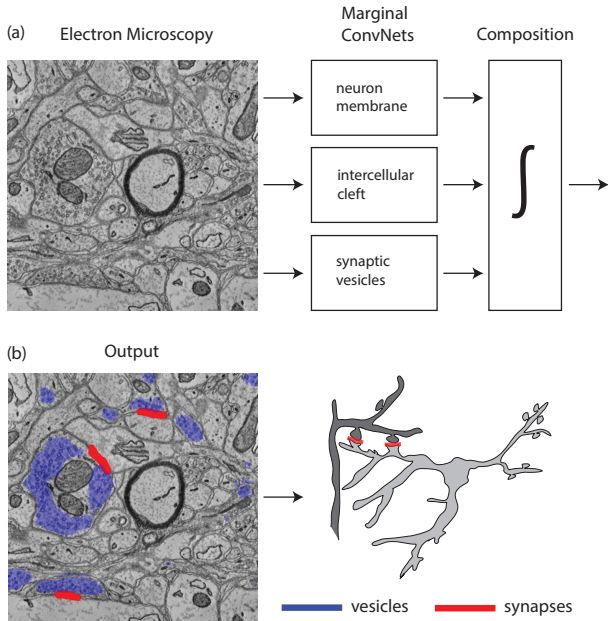 (a)
Electron Microscopy
Marginal
ConvNets
Composition
neuron
membrane
intercellular
cleft
synaptic
vesicles
∫
(b)
Output
vesicles
synapses